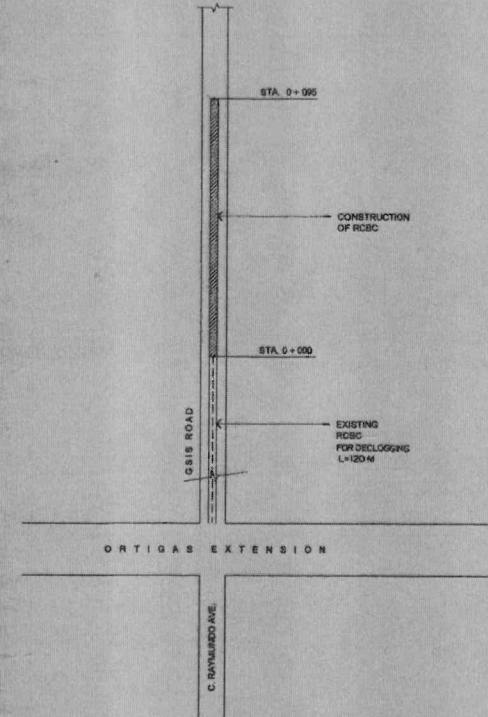 STA. 0+095
CONSTRUCTION
OF RCBC
STA. 0+000
GSIS ROAD
EXISTING
RCBC
FOR DECLOGGING
L=120 M
ORTIGAS EXTENSION
C. RAYMUNDO AVE.